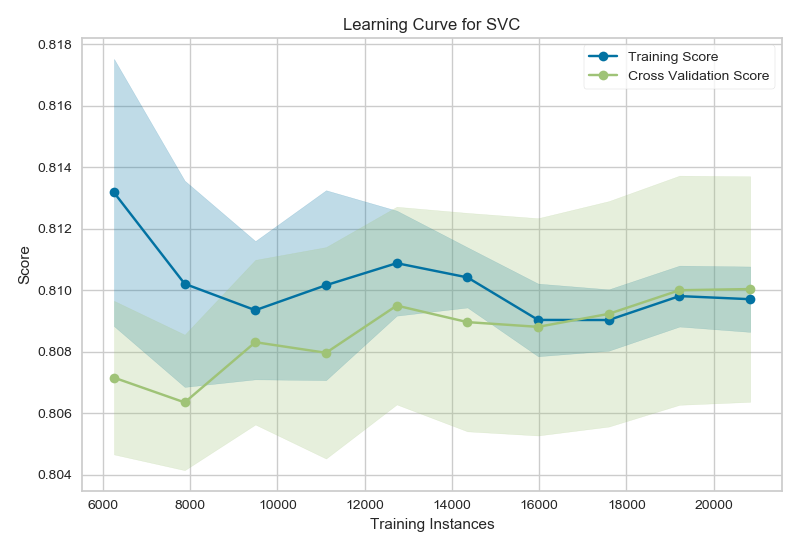 Learning Curve for SVC
Training Score
Cross Validation Score
Score
0.818
0.816
0.814
0.812
0.810
0.808
0.806
0.804
6000 8000 10000 12000 14000 16000 18000 20000
Training Instances